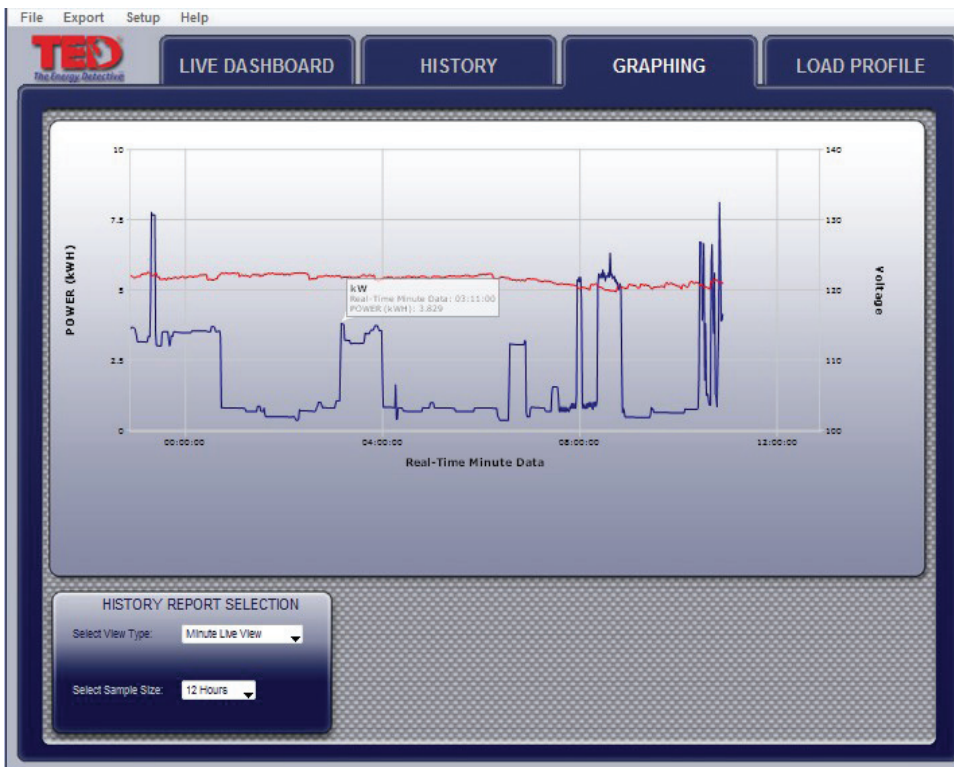 File Export Setup Help
TED
The Energy Detective
LIVE DASHBOARD
HISTORY
GRAPHING
LOAD PROFILE
10
7.5
5
2.5
0
POWER (kWH)
140
130
120
110
100
Voltage
kW
Real-Time Minute Data: 03:11:00
POWER (kWH): 3.829
00:00:00
04:00:00
08:00:00
12:00:00
Real-Time Minute Data
HISTORY REPORT SELECTION
Select View Type: Minute Live View
Select Sample Size: 12 Hours